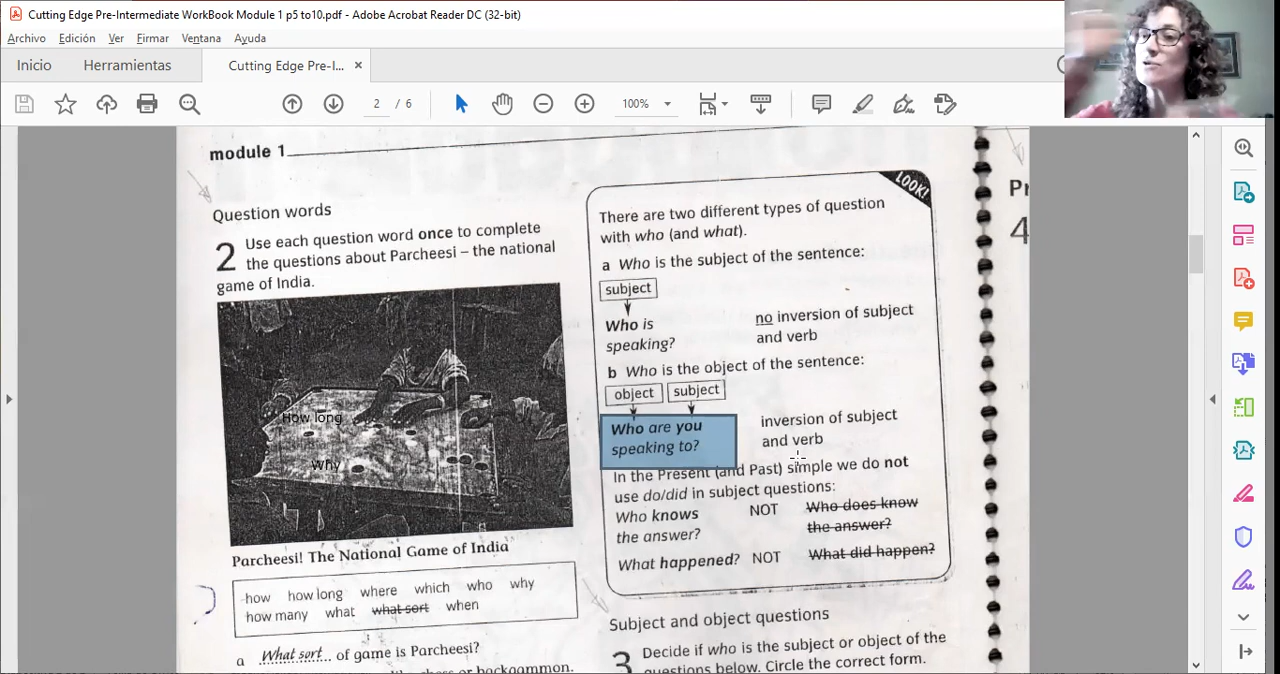 Cutting Edge Pre-Intermediate WorkBook Module 1 p5 to10.pdf - Adobe Acrobat Reader DC (32-bit)
Archivo Edición Ver Firmar Ventana Ayuda
Inicio Herramientas Cutting Edge Pre-I... ×
2 / 6 100%
module 1
Question words
2 Use each question word once to complete
the questions about Parcheesi – the national
game of India.
How long
Why
Parcheesi! The National Game of India
how how long where which who why
how many what what sort when
a What sort of game is Parcheesi?
chess or backgammon.
LOOK!
There are two different types of question
with who (and what).
a Who is the subject of the sentence:
subject
Who is no inversion of subject
speaking? and verb
b Who is the object of the sentence:
object subject
Who are you inversion of subject
speaking to? and verb
In the Present (and Past) simple we do not
use do/did in subject questions:
Who knows NOT Who does know
the answer? the answer?
What happened? NOT What did happen?
Subject and object questions
3 Decide if who is the subject or object of the
questions below. Circle the correct form.
Pr
4